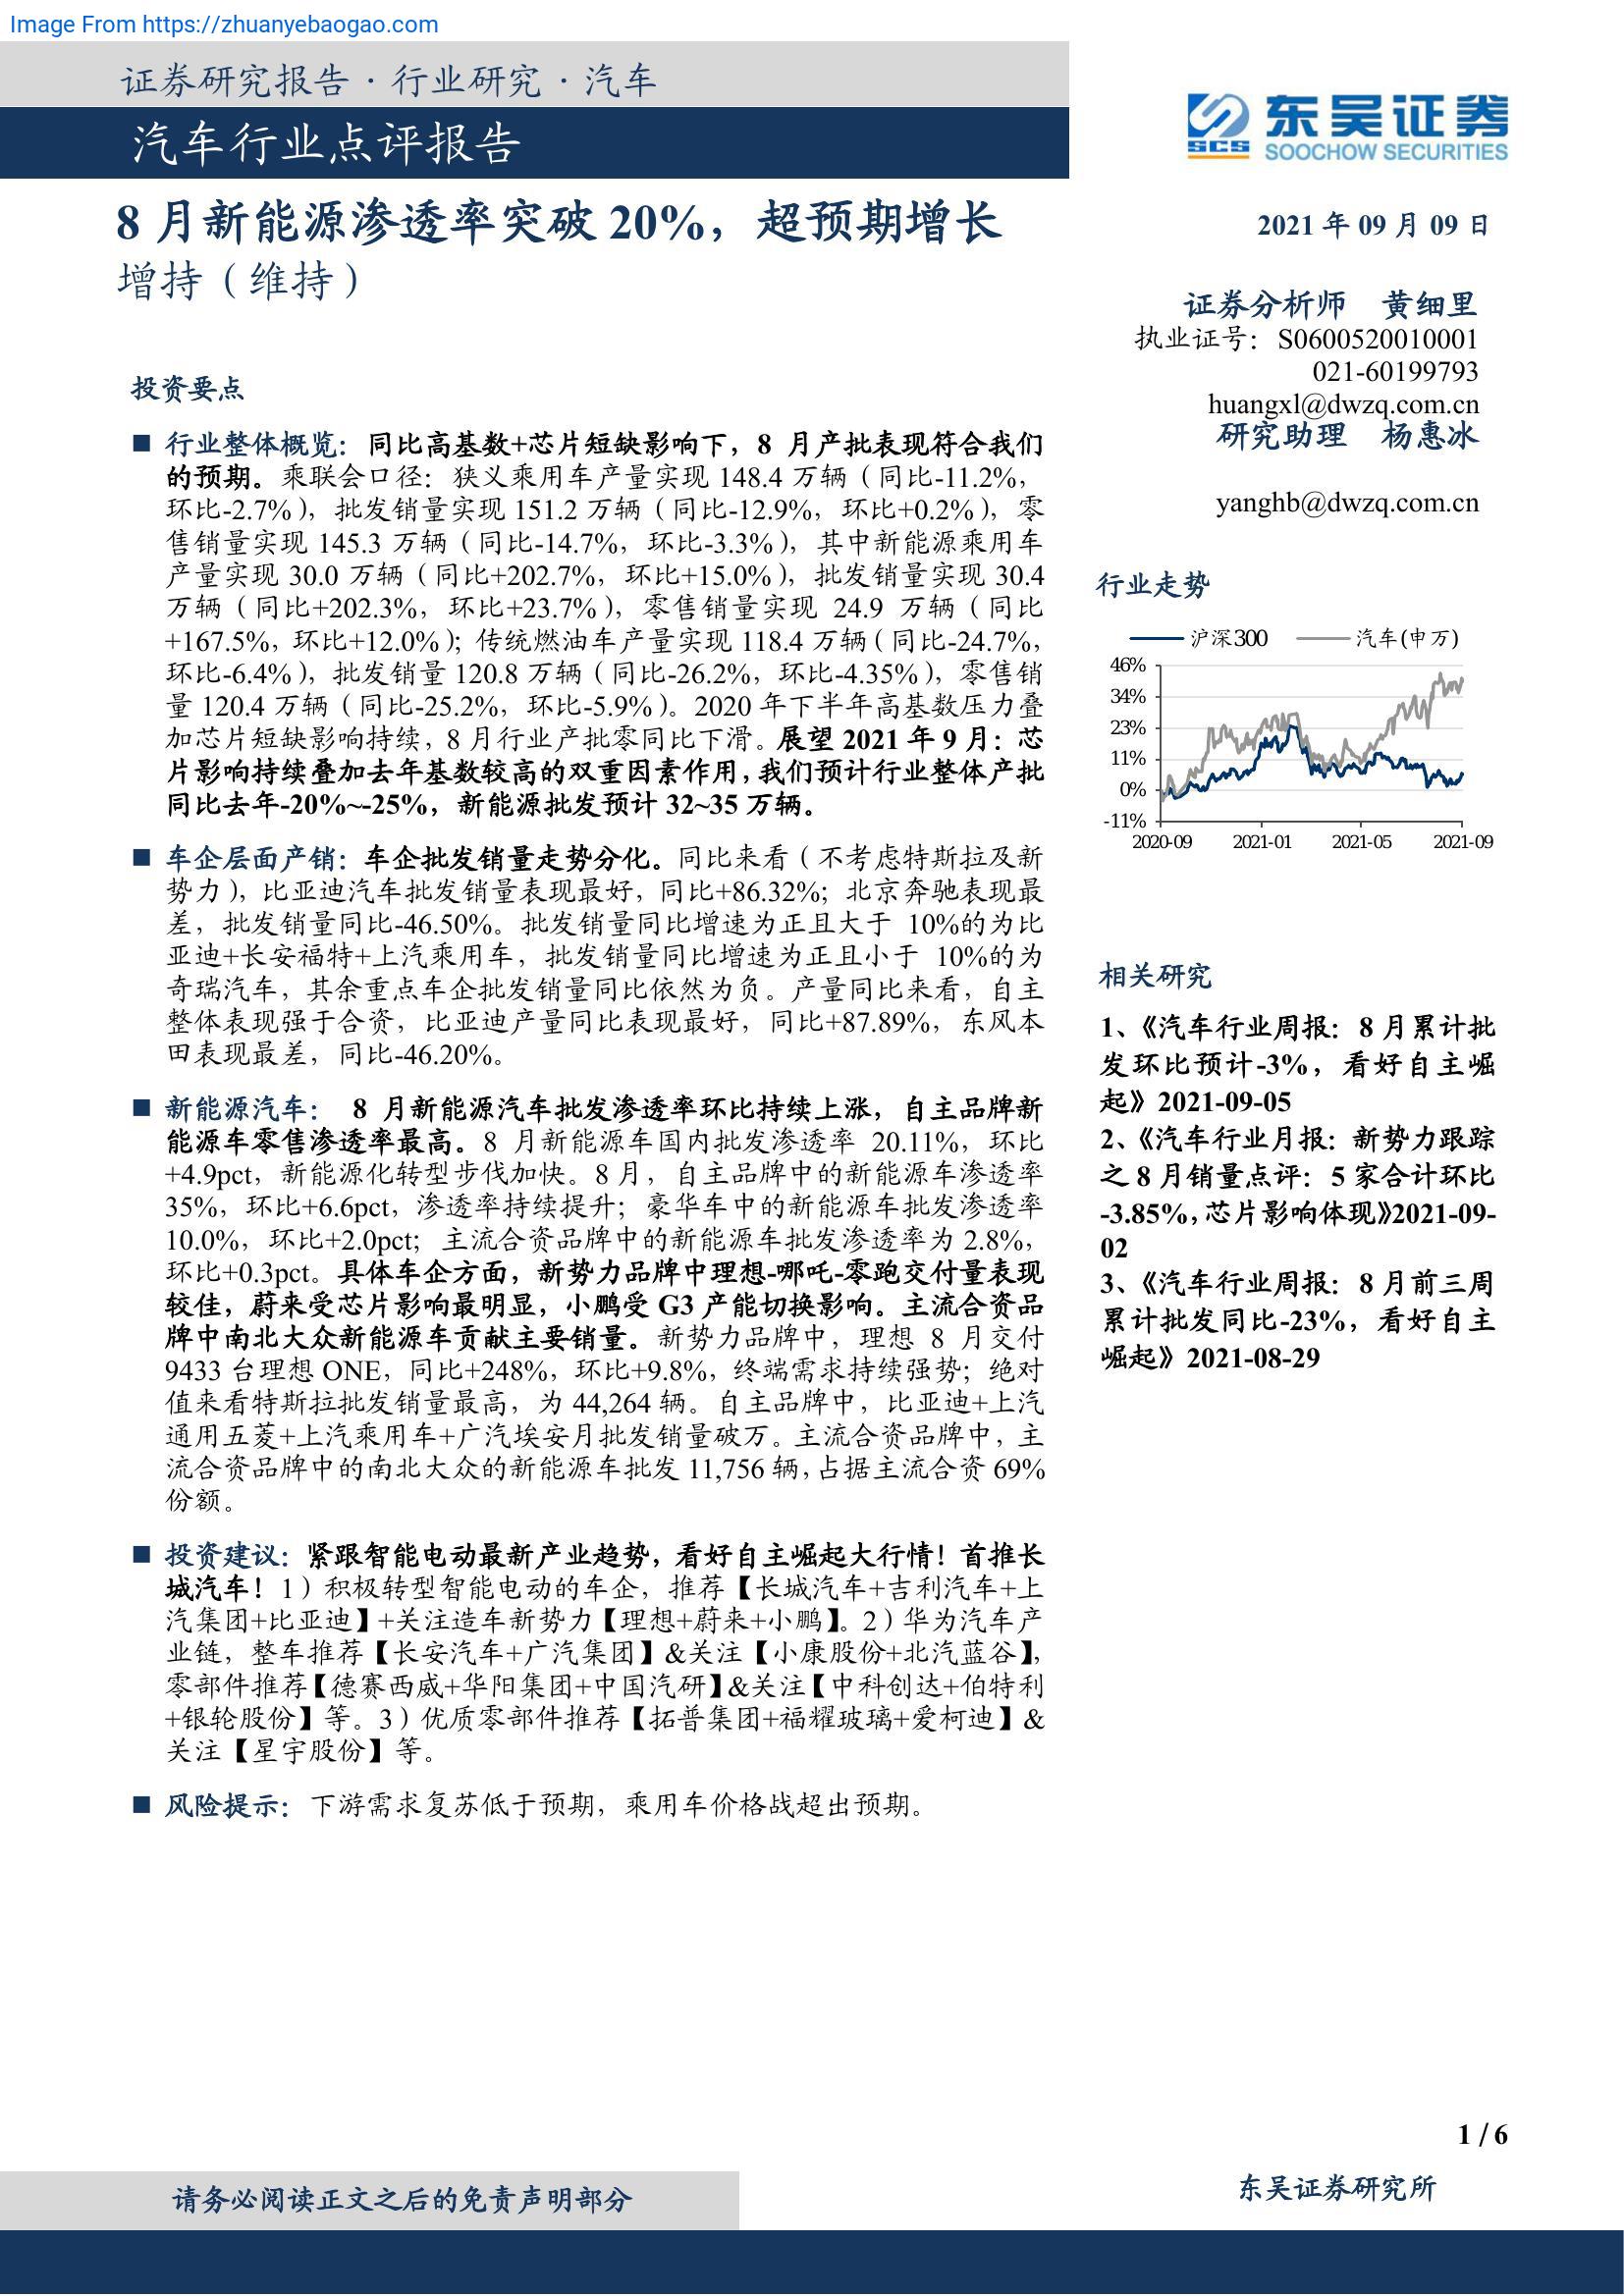 Image From https://zhuanyebaogao.com
证券研究报告·行业研究·汽车
汽车行业点评报告
东吴证券
SCS SOOCHOW SECURITIES
8 月新能源渗透率突破 20%，超预期增长
增持（维持）
2021 年 09 月 09 日
证券分析师 黄细里
执业证号：S0600520010001
021-60199793
huangxl@dwzq.com.cn
研究助理 杨惠冰
yanghb@dwzq.com.cn
投资要点
■ 行业整体概览：同比高基数+芯片短缺影响下，8 月产批表现符合我们
的预期。乘联会口径：狭义乘用车产量实现 148.4 万辆（同比-11.2%，
环比-2.7%），批发销量实现 151.2 万辆（同比-12.9%，环比+0.2%），零
售销量实现 145.3 万辆（同比-14.7%，环比-3.3%），其中新能源乘用车
产量实现 30.0 万辆（同比+202.7%，环比+15.0%），批发销量实现 30.4
万辆（同比+202.3%，环比+23.7%），零售销量实现 24.9 万辆（同比
+167.5%，环比+12.0%）；传统燃油车产量实现 118.4 万辆（同比-24.7%，
环比-6.4%），批发销量 120.8 万辆（同比-26.2%，环比-4.35%），零售销
量 120.4 万辆（同比-25.2%，环比-5.9%）。2020 年下半年高基数压力叠
加芯片短缺影响持续，8 月行业产批零同比下滑。展望 2021 年 9 月：芯
片影响持续叠加去年基数较高的双重因素作用，我们预计行业整体产批
同比去年-20%~-25%，新能源批发预计 32~35 万辆。
■ 车企层面产销：车企批发销量走势分化。同比来看（不考虑特斯拉及新
势力），比亚迪汽车批发销量表现最好，同比+86.32%；北京奔驰表现最
差，批发销量同比-46.50%。批发销量同比增速为正且大于 10%的为比
亚迪+长安福特+上汽乘用车，批发销量同比增速为正且小于 10%的为
奇瑞汽车，其余重点车企批发销量同比依然为负。产量同比来看，自主
整体表现强于合资，比亚迪产量同比表现最好，同比+87.89%，东风本
田表现最差，同比-46.20%。
■ 新能源汽车： 8 月新能源汽车批发渗透率环比持续上涨，自主品牌新
能源车零售渗透率最高。8 月新能源车国内批发渗透率 20.11%，环比
+4.9pct，新能源化转型步伐加快。8 月，自主品牌中的新能源车渗透率
35%，环比+6.6pct，渗透率持续提升；豪华车中的新能源车批发渗透率
10.0%，环比+2.0pct；主流合资品牌中的新能源车批发渗透率为 2.8%，
环比+0.3pct。具体车企方面，新势力品牌中理想-哪吒-零跑交付量表现
较佳，蔚来受芯片影响最明显，小鹏受 G3 产能切换影响。主流合资品
牌中南北大众新能源车贡献主要销量。新势力品牌中，理想 8 月交付
9433 台理想 ONE，同比+248%，环比+9.8%，终端需求持续强势；绝对
值来看特斯拉批发销量最高，为 44,264 辆。自主品牌中，比亚迪+上汽
通用五菱+上汽乘用车+广汽埃安月批发销量破万。主流合资品牌中，主
流合资品牌中的南北大众的新能源车批发 11,756 辆，占据主流合资 69%
份额。
■ 投资建议：紧跟智能电动最新产业趋势，看好自主崛起大行情！首推长
城汽车！1）积极转型智能电动的车企，推荐【长城汽车+吉利汽车+上
汽集团+比亚迪】+关注造车新势力【理想+蔚来+小鹏】。2）华为汽车产
业链，整车推荐【长安汽车+广汽集团】&关注【小康股份+北汽蓝谷】，
零部件推荐【德赛西威+华阳集团+中国汽研】&关注【中科创达+伯特利
+银轮股份】等。3）优质零部件推荐【拓普集团+福耀玻璃+爱柯迪】&
关注【星宇股份】等。
■ 风险提示：下游需求复苏低于预期，乘用车价格战超出预期。
行业走势
沪深300 汽车(申万)
46%
34%
23%
11%
0%
-11%
2020-09 2021-01 2021-05 2021-09
相关研究
1、《汽车行业周报：8 月累计批
发环比预计-3%，看好自主崛
起》2021-09-05
2、《汽车行业月报：新势力跟踪
之 8 月销量点评：5 家合计环比
-3.85%，芯片影响体现》2021-09-
02
3、《汽车行业周报：8 月前三周
累计批发同比-23%，看好自主
崛起》2021-08-29
1 / 6
请务必阅读正文之后的免责声明部分
东吴证券研究所